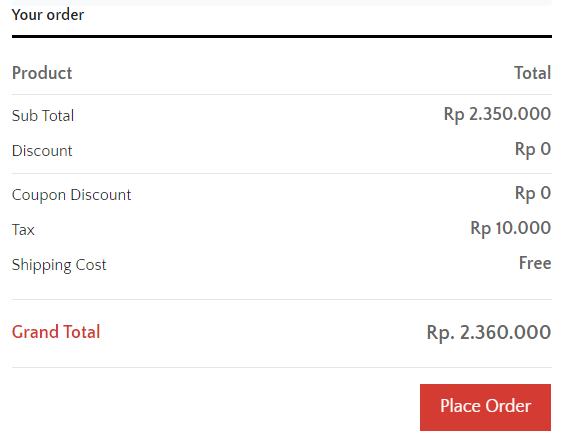 Your order
Product Total
Sub Total Rp 2.350.000
Discount Rp 0
Coupon Discount Rp 0
Tax Rp 10.000
Shipping Cost Free
Grand Total Rp. 2.360.000
Place Order